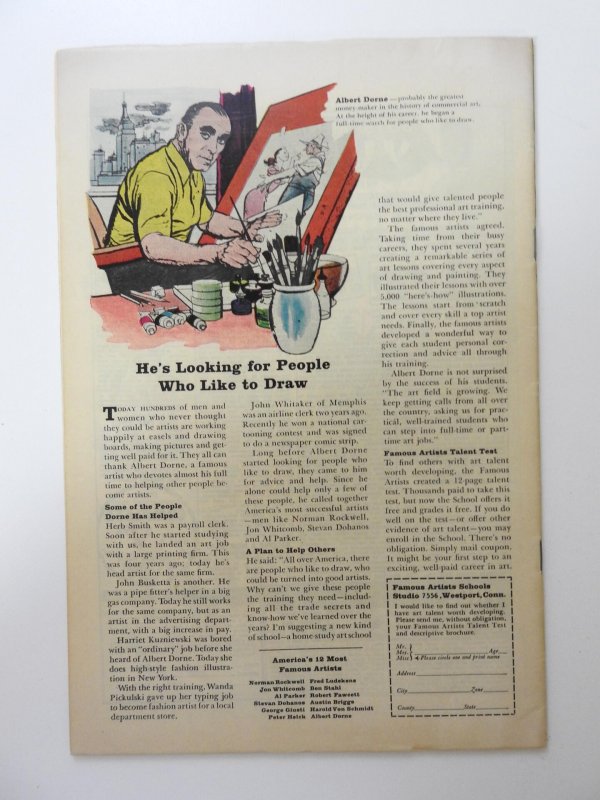 Albert Dorne — probably the greatest
money-maker in the history of commercial art.
At the height of his career, he began a
full-time search for people who like to draw.
He's Looking for People
Who Like to Draw
TODAY HUNDREDS of men and
women who never thought
they could be artists are working
happily at easels and drawing
boards, making pictures and get-
ting well paid for it. They all can
thank Albert Dorne, a famous
artist who devotes almost his full
time to helping other people be-
come artists.
Some of the People
Dorne Has Helped
Herb Smith was a payroll clerk.
Soon after he started studying
with us, he landed an art job
with a large printing firm. This
was four years ago; today he's
head artist for the same firm.
John Busketta is another. He
was a pipe fitter's helper in a big
gas company. Today he still works
for the same company, but as an
artist in the advertising depart-
ment, with a big increase in pay.
Harriet Kuzniewski was bored
with an "ordinary" job before she
heard of Albert Dorne. Today she
does high-style fashion illustra-
tion in New York.
With the right training, Wanda
Pickulski gave up her typing job
to become fashion artist for a local
department store.
John Whitaker of Memphis
was an airline clerk two years ago.
Recently he won a national car-
tooning contest and was signed
to do a newspaper comic strip.
Long before Albert Dorne
started looking for people who
like to draw, they came to him
for advice and help. Since he
alone could help only a few of
these people, he called together
America's most successful artists
—men like Norman Rockwell,
Jon Whitcomb, Stevan Dohanos
and Al Parker.
A Plan to Help Others
He said: "All over America, there
are people who like to draw, who
could be turned into good artists.
Why can't we give these people
the training they need—includ-
ing all the trade secrets and
know-how we've learned over the
years? I'm suggesting a new kind
of school—a home-study art school
America's 12 Most
Famous Artists
Norman Rockwell Fred Ludekens
Jon Whitcomb Ben Stahl
Al Parker Robert Fawcett
Stevan Dohanos Austin Briggs
George Giusti Harold Von Schmidt
Peter Helck Albert Dorne
that would give talented people
the best professional art training,
no matter where they live."
The famous artists agreed.
Taking time from their busy
careers, they spent several years
creating a remarkable series of
art lessons covering every aspect
of drawing and painting. They
illustrated their lessons with over
5,000 "here's-how" illustrations.
The lessons start from scratch
and cover every skill a top artist
needs. Finally, the famous artists
developed a wonderful way to
give each student personal cor-
rection and advice all through
his training.
Albert Dorne is not surprised
by the success of his students.
"The art field is growing. We
keep getting calls from all over
the country, asking us for prac-
tical, well-trained students who
can step into full-time or part-
time art jobs."
Famous Artists Talent Test
To find others with art talent
worth developing, the Famous
Artists created a 12-page talent
test. Thousands paid to take this
test, but now the School offers it
free and grades it free. If you do
well on the test—or offer other
evidence of art talent—you may
enroll in the School. There's no
obligation. Simply mail coupon.
It might be your first step to an
exciting, well-paid career in art.
Famous Artists Schools
Studio 7556, Westport, Conn.
I would like to find out whether I
have art talent worth developing.
Please send me, without obligation,
your Famous Artists Talent Test
and descriptive brochure.
Mr.
Mrs. Age
Miss Please circle one and print name
Address
City Zone
County State